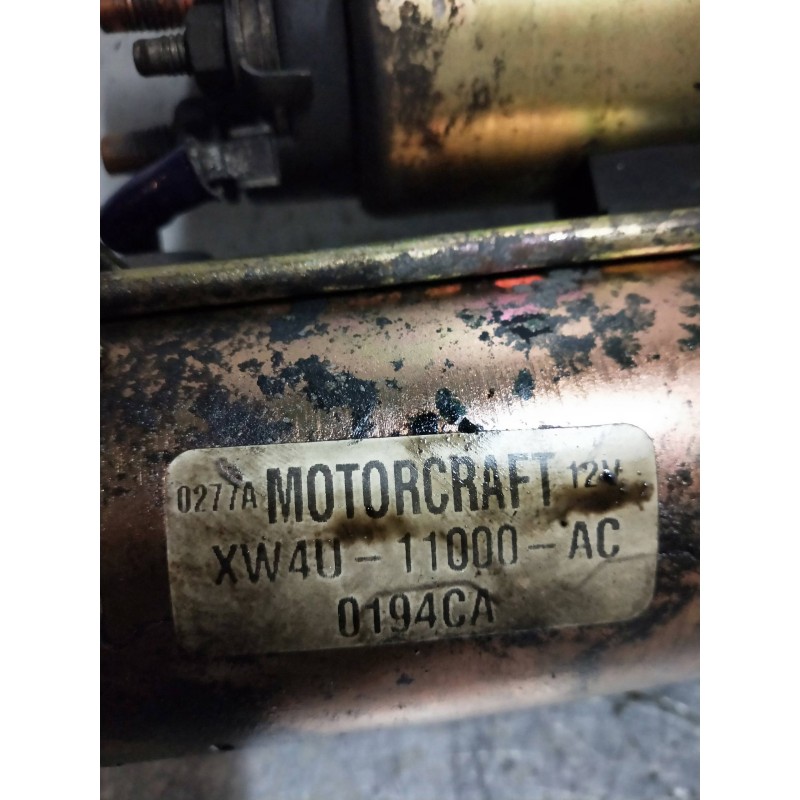 0277A MOTORCRAFT 12V
XW4U-11000-AC
0194CA